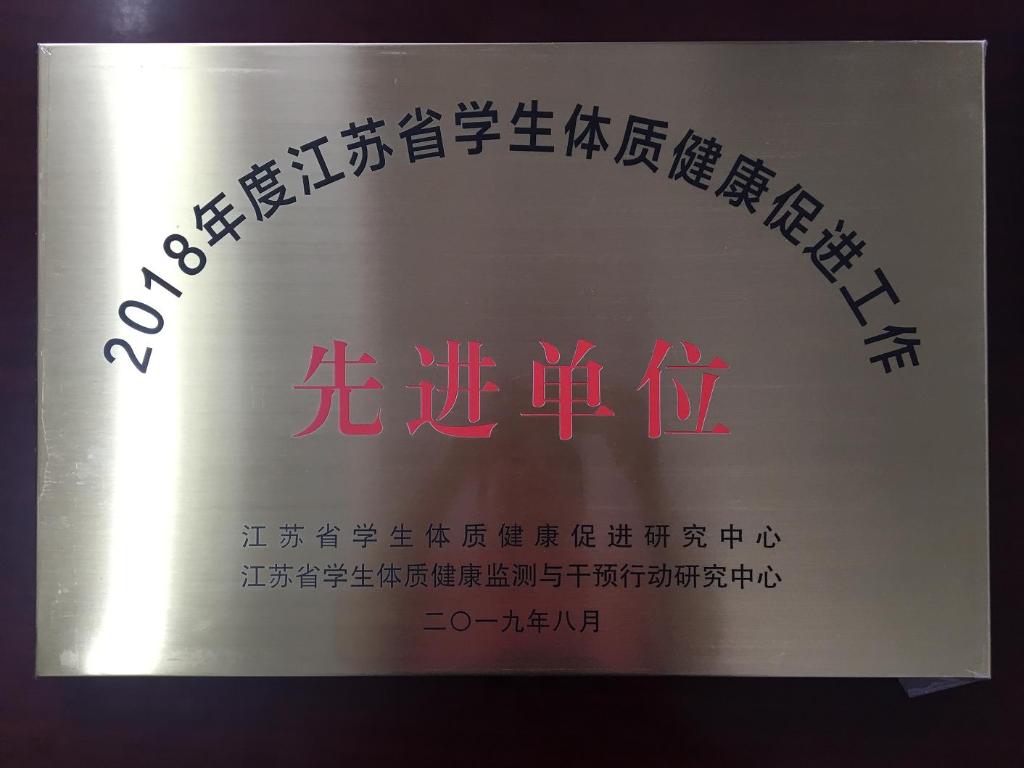 2018年度江苏省学生体质健康促进工作
先进单位
江苏省学生体质健康促进研究中心
江苏省学生体质健康监测与干预行动研究中心
二〇一九年八月